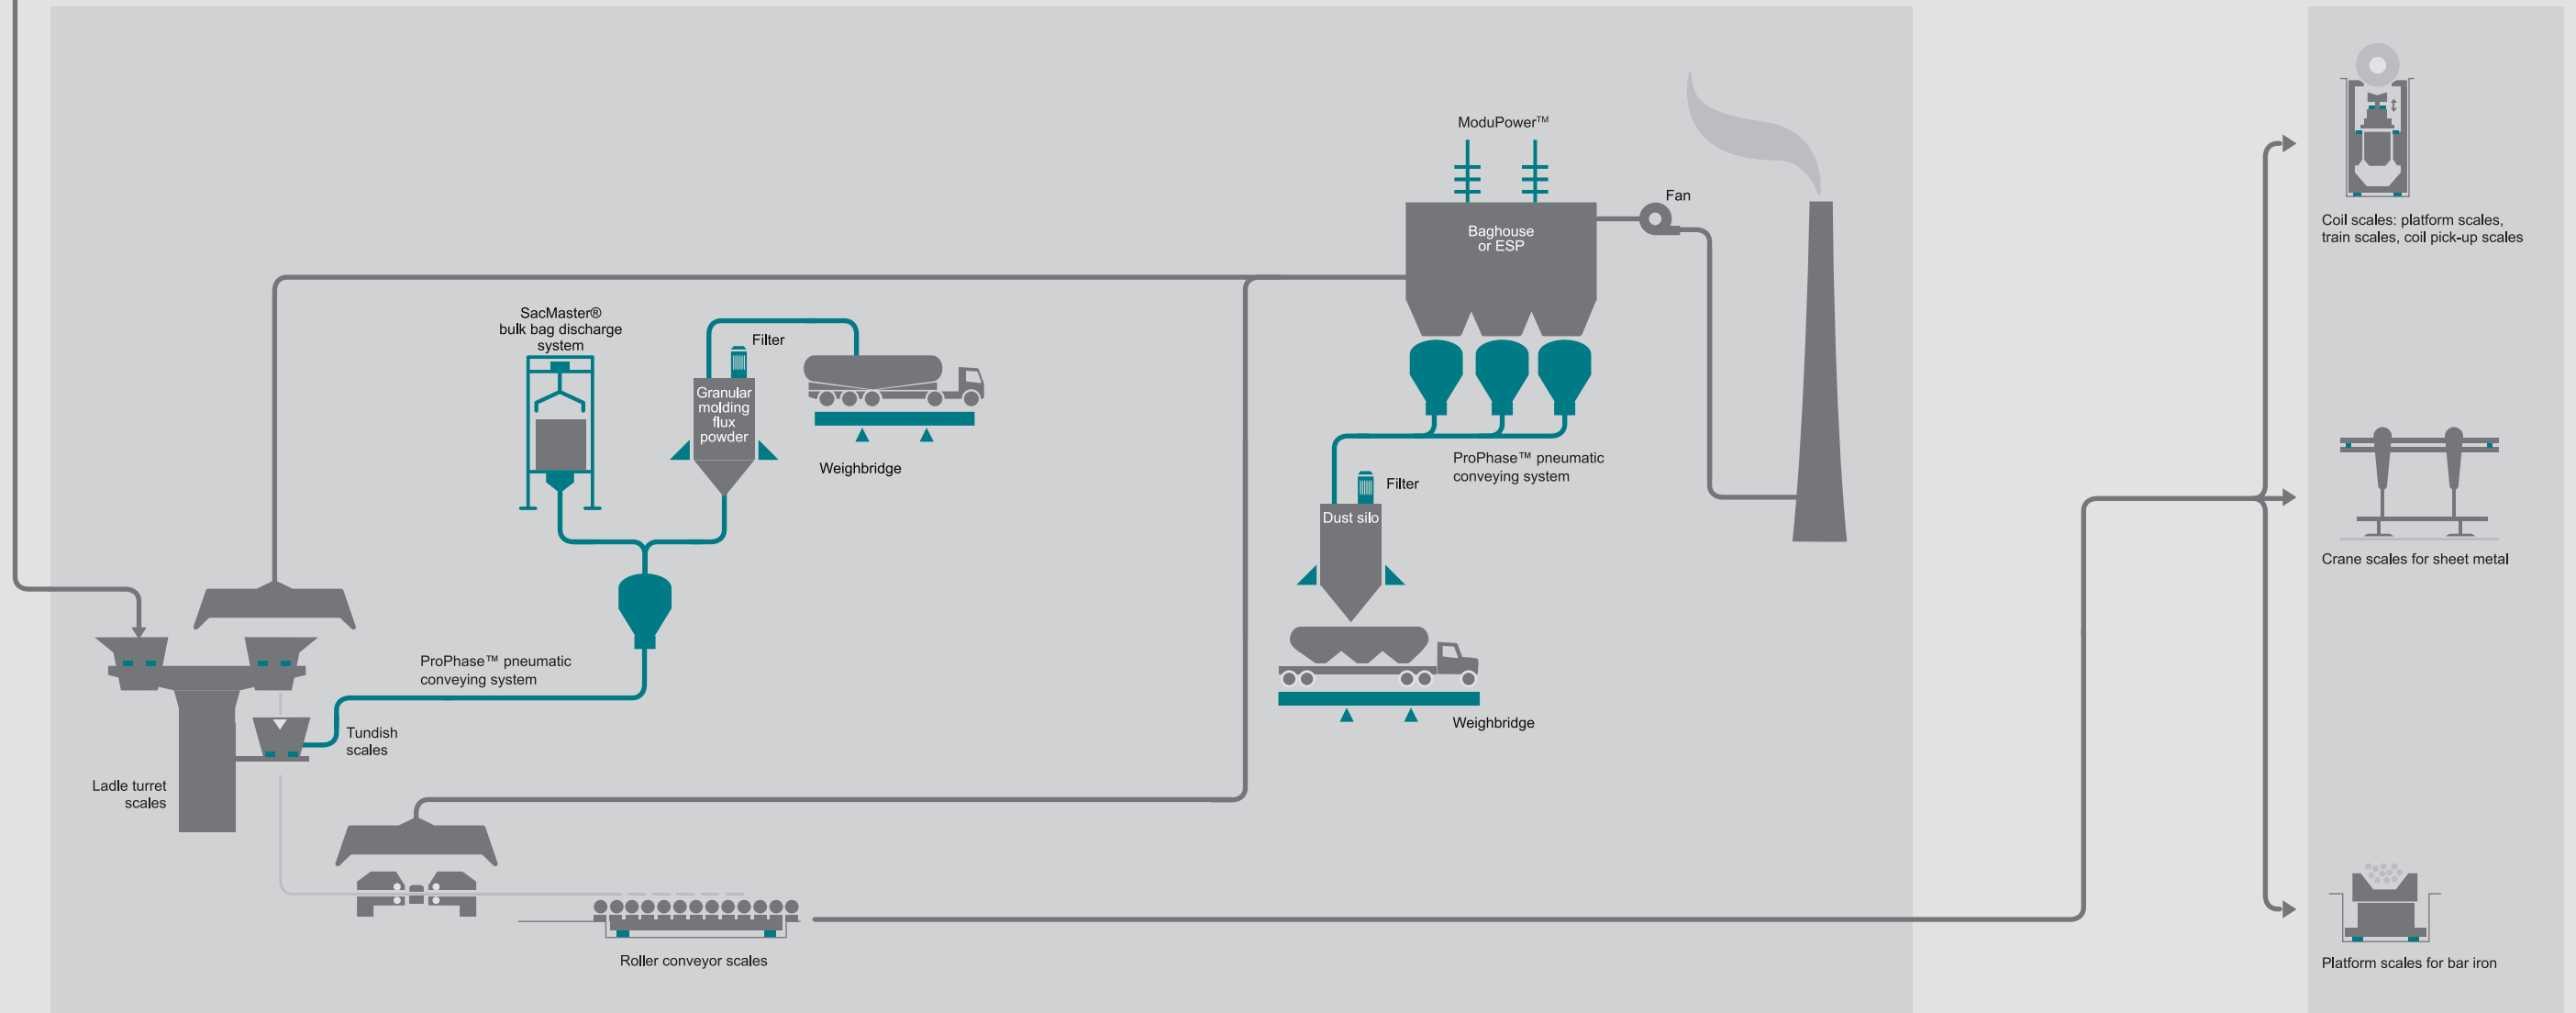 ModuPower™
Fan
Baghouse
or ESP
Coil scales: platform scales,
train scales, coil pick-up scales
SacMaster®
bulk bag discharge
system
Filter
Granular
molding
flux
powder
Weighbridge
ProPhase™ pneumatic
conveying system
Filter
Dust silo
Crane scales for sheet metal
ProPhase™ pneumatic
conveying system
Tundish
scales
Weighbridge
Ladle turret
scales
Roller conveyor scales
Platform scales for bar iron